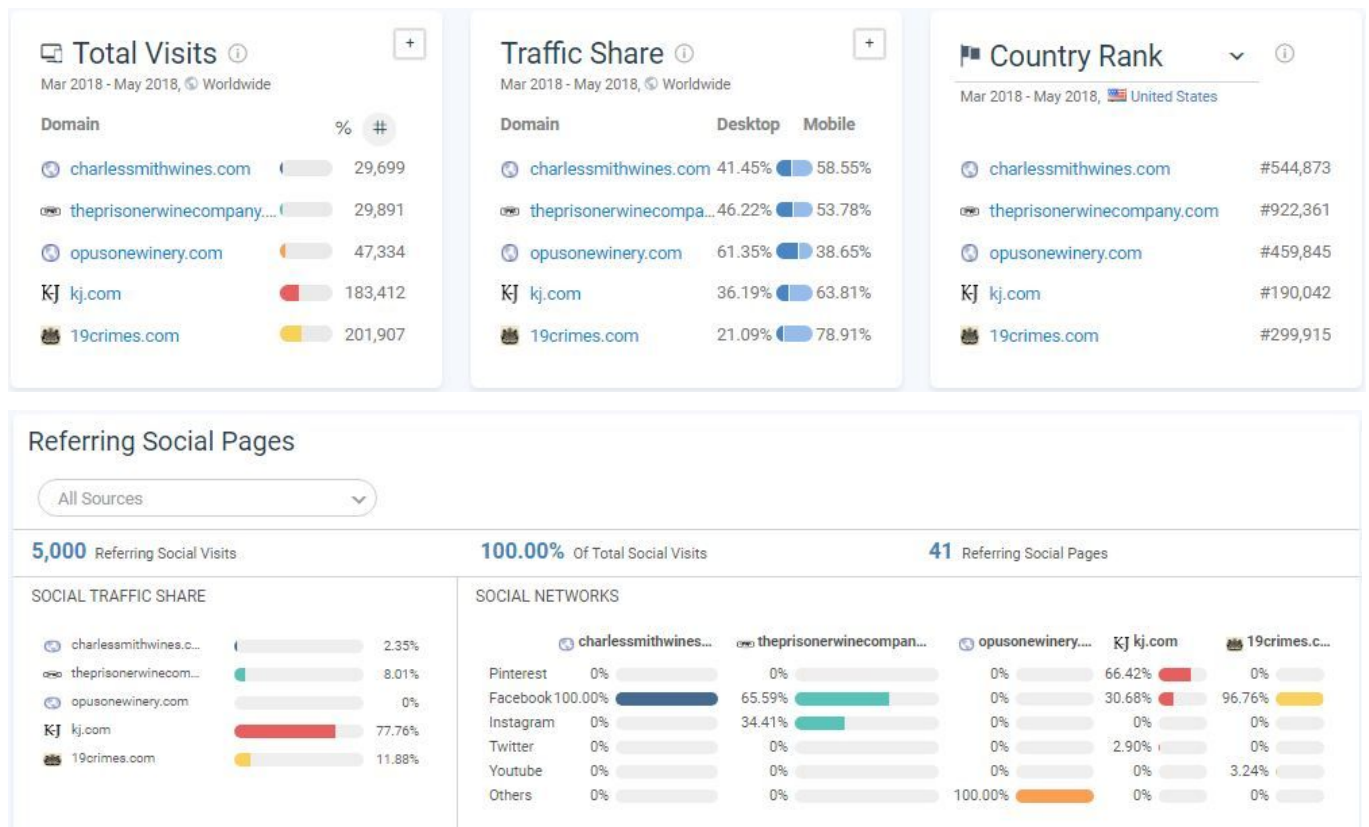 Total Visits
+
Mar 2018 - May 2018, Worldwide
Domain % #
charlessmithwines.com 29,699
theprisonerwinecompany.... 29,891
opusonewinery.com 47,334
KJ kj.com 183,412
19crimes.com 201,907
Traffic Share
+
Mar 2018 - May 2018, Worldwide
Domain Desktop Mobile
charlessmithwines.com 41.45% 58.55%
theprisonerwinecompa... 46.22% 53.78%
opusonewinery.com 61.35% 38.65%
KJ kj.com 36.19% 63.81%
19crimes.com 21.09% 78.91%
Country Rank
Mar 2018 - May 2018, United States
charlessmithwines.com #544,873
theprisonerwinecompany.com #922,361
opusonewinery.com #459,845
KJ kj.com #190,042
19crimes.com #299,915
Referring Social Pages
All Sources
5,000 Referring Social Visits
100.00% Of Total Social Visits
41 Referring Social Pages
SOCIAL TRAFFIC SHARE
charlessmithwines.c... 2.35%
theprisonerwinecom... 8.01%
opusonewinery.com 0%
KJ kj.com 77.76%
19crimes.com 11.88%
SOCIAL NETWORKS
charlessmithwines... theprisonerwinecompan... opusonewinery.... KJ kj.com 19crimes.c...
Pinterest 0% 0% 0% 66.42% 0%
Facebook 100.00% 65.59% 0% 30.68% 96.76%
Instagram 0% 34.41% 0% 0% 0%
Twitter 0% 0% 0% 2.90% 0%
Youtube 0% 0% 0% 0% 3.24%
Others 0% 0% 100.00% 0% 0%